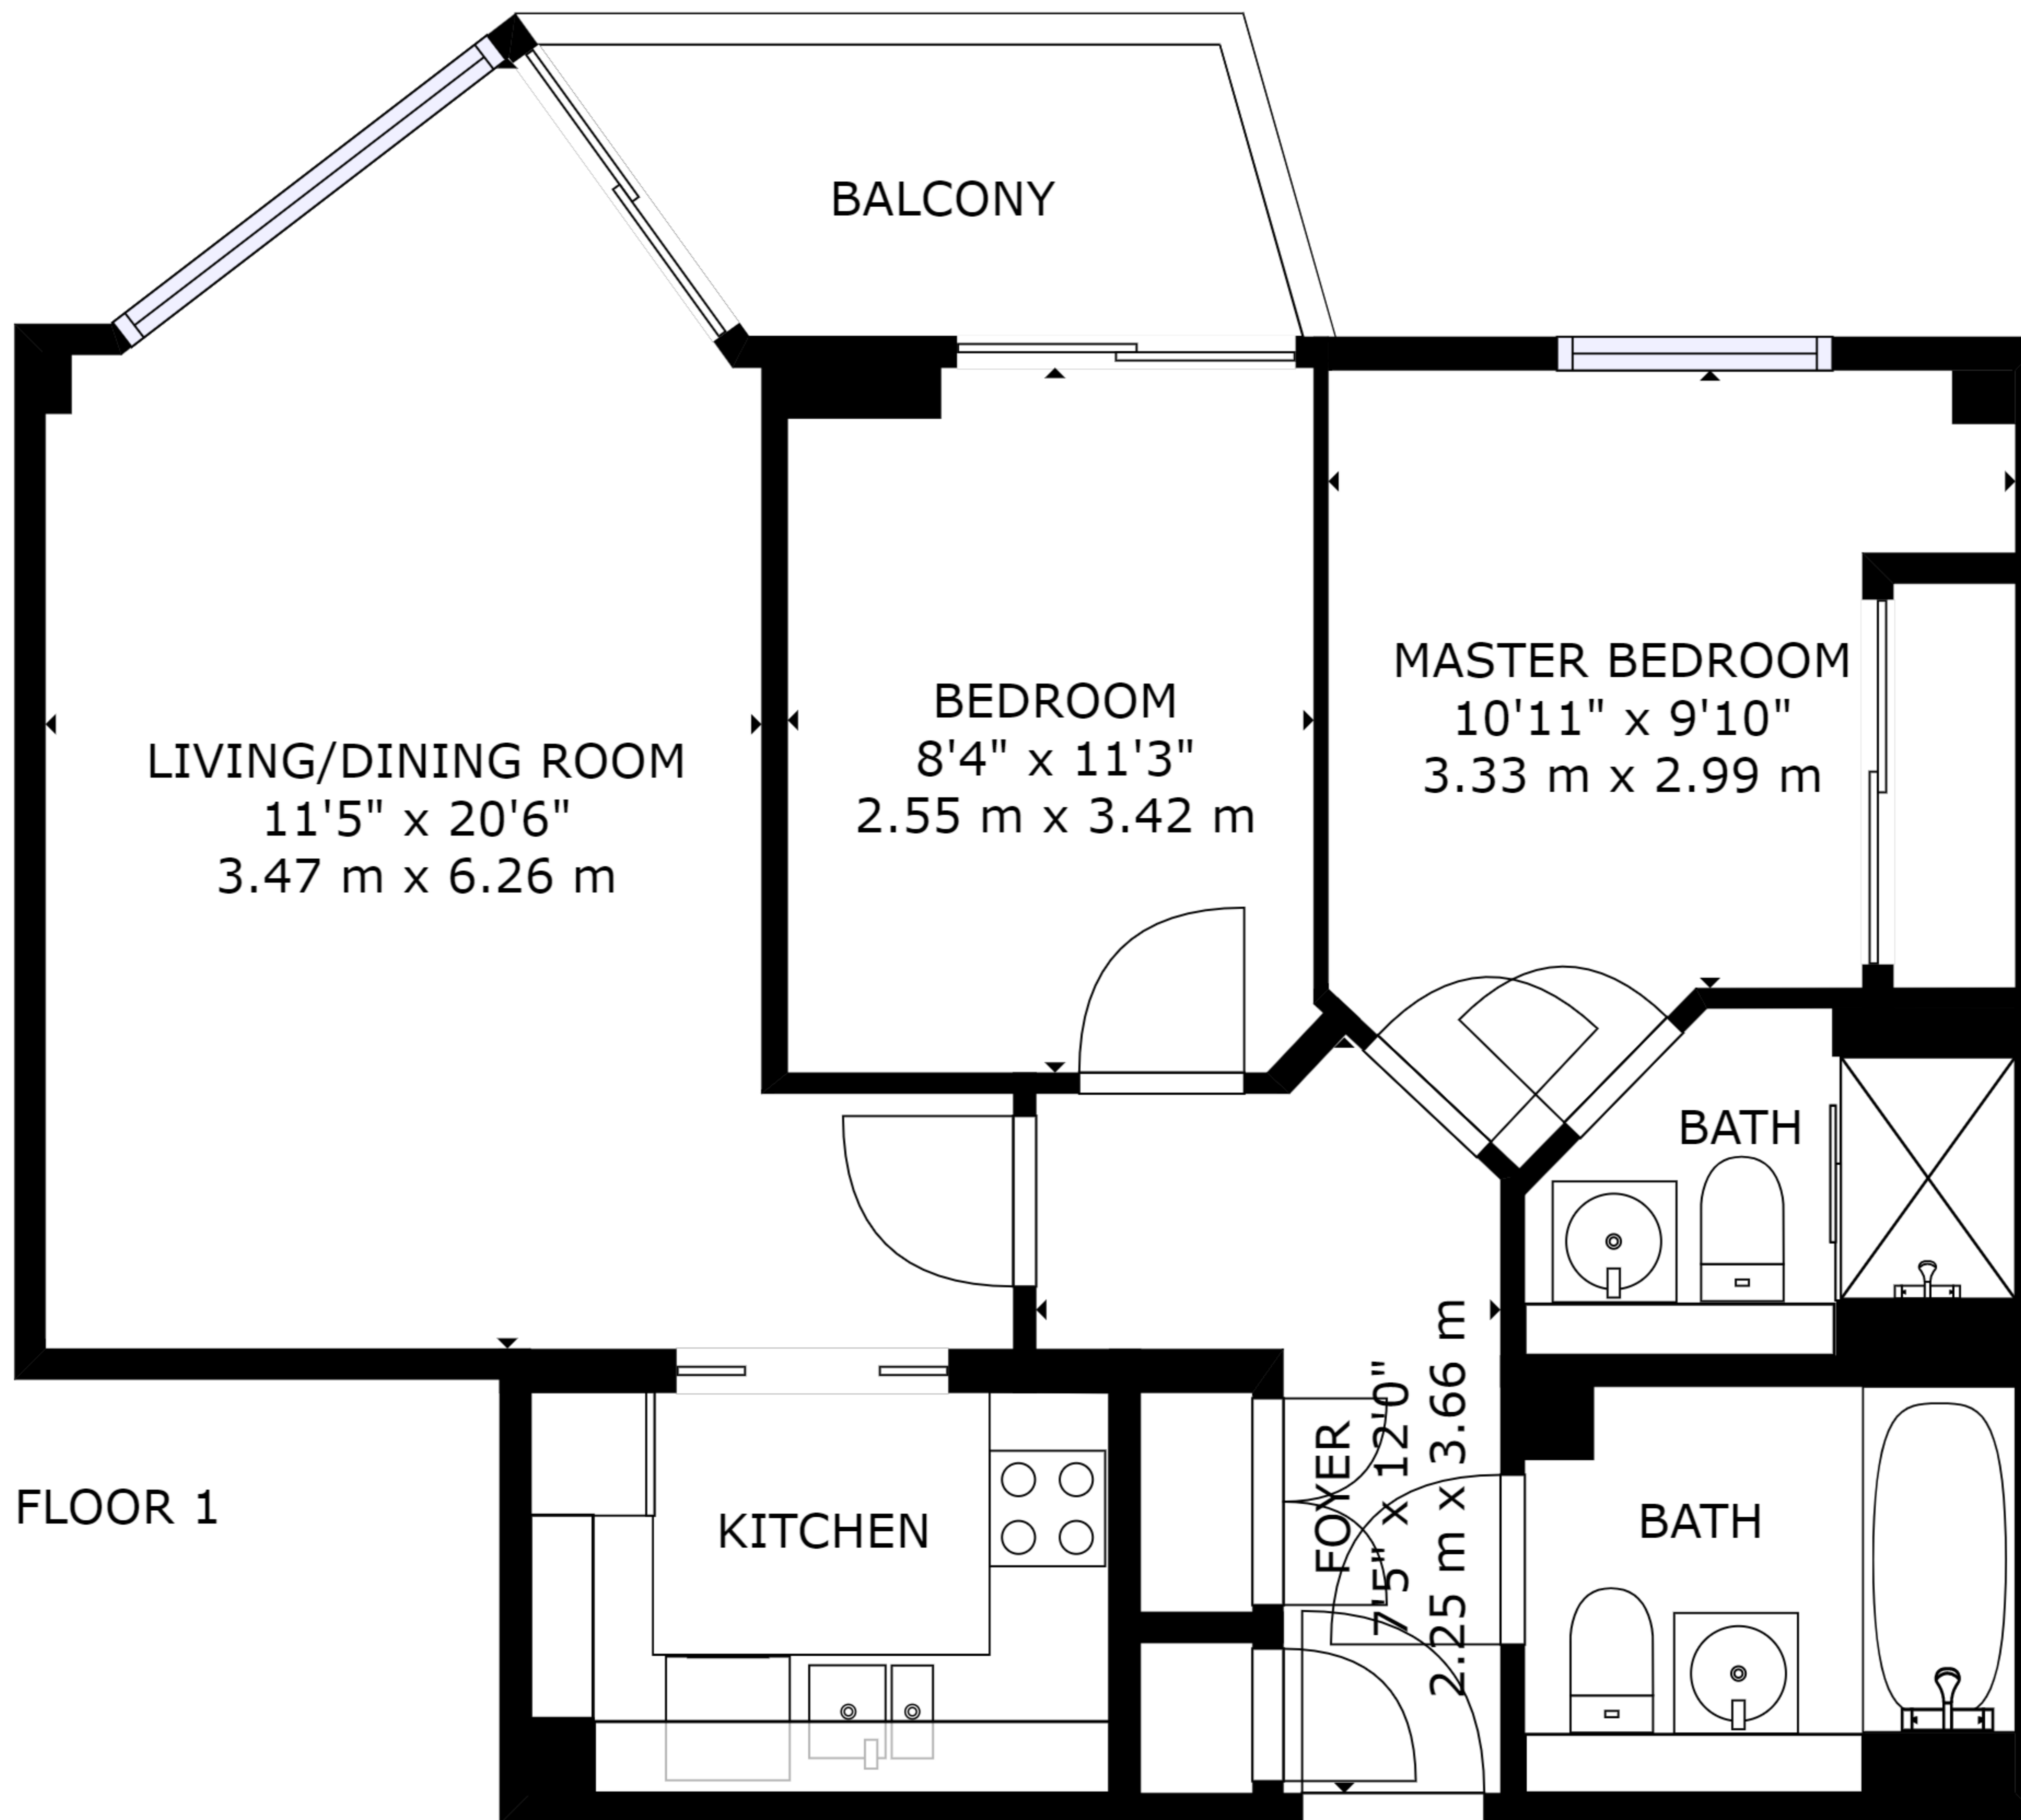 BALCONY
LIVING/DINING ROOM
11'5" x 20'6"
3.47 m x 6.26 m
BEDROOM
8'4" x 11'3"
2.55 m x 3.42 m
MASTER BEDROOM
10'11" x 9'10"
3.33 m x 2.99 m
BATH
FOYER
7'5" x 12'0"
2.25 m x 3.66 m
FLOOR 1
KITCHEN
BATH